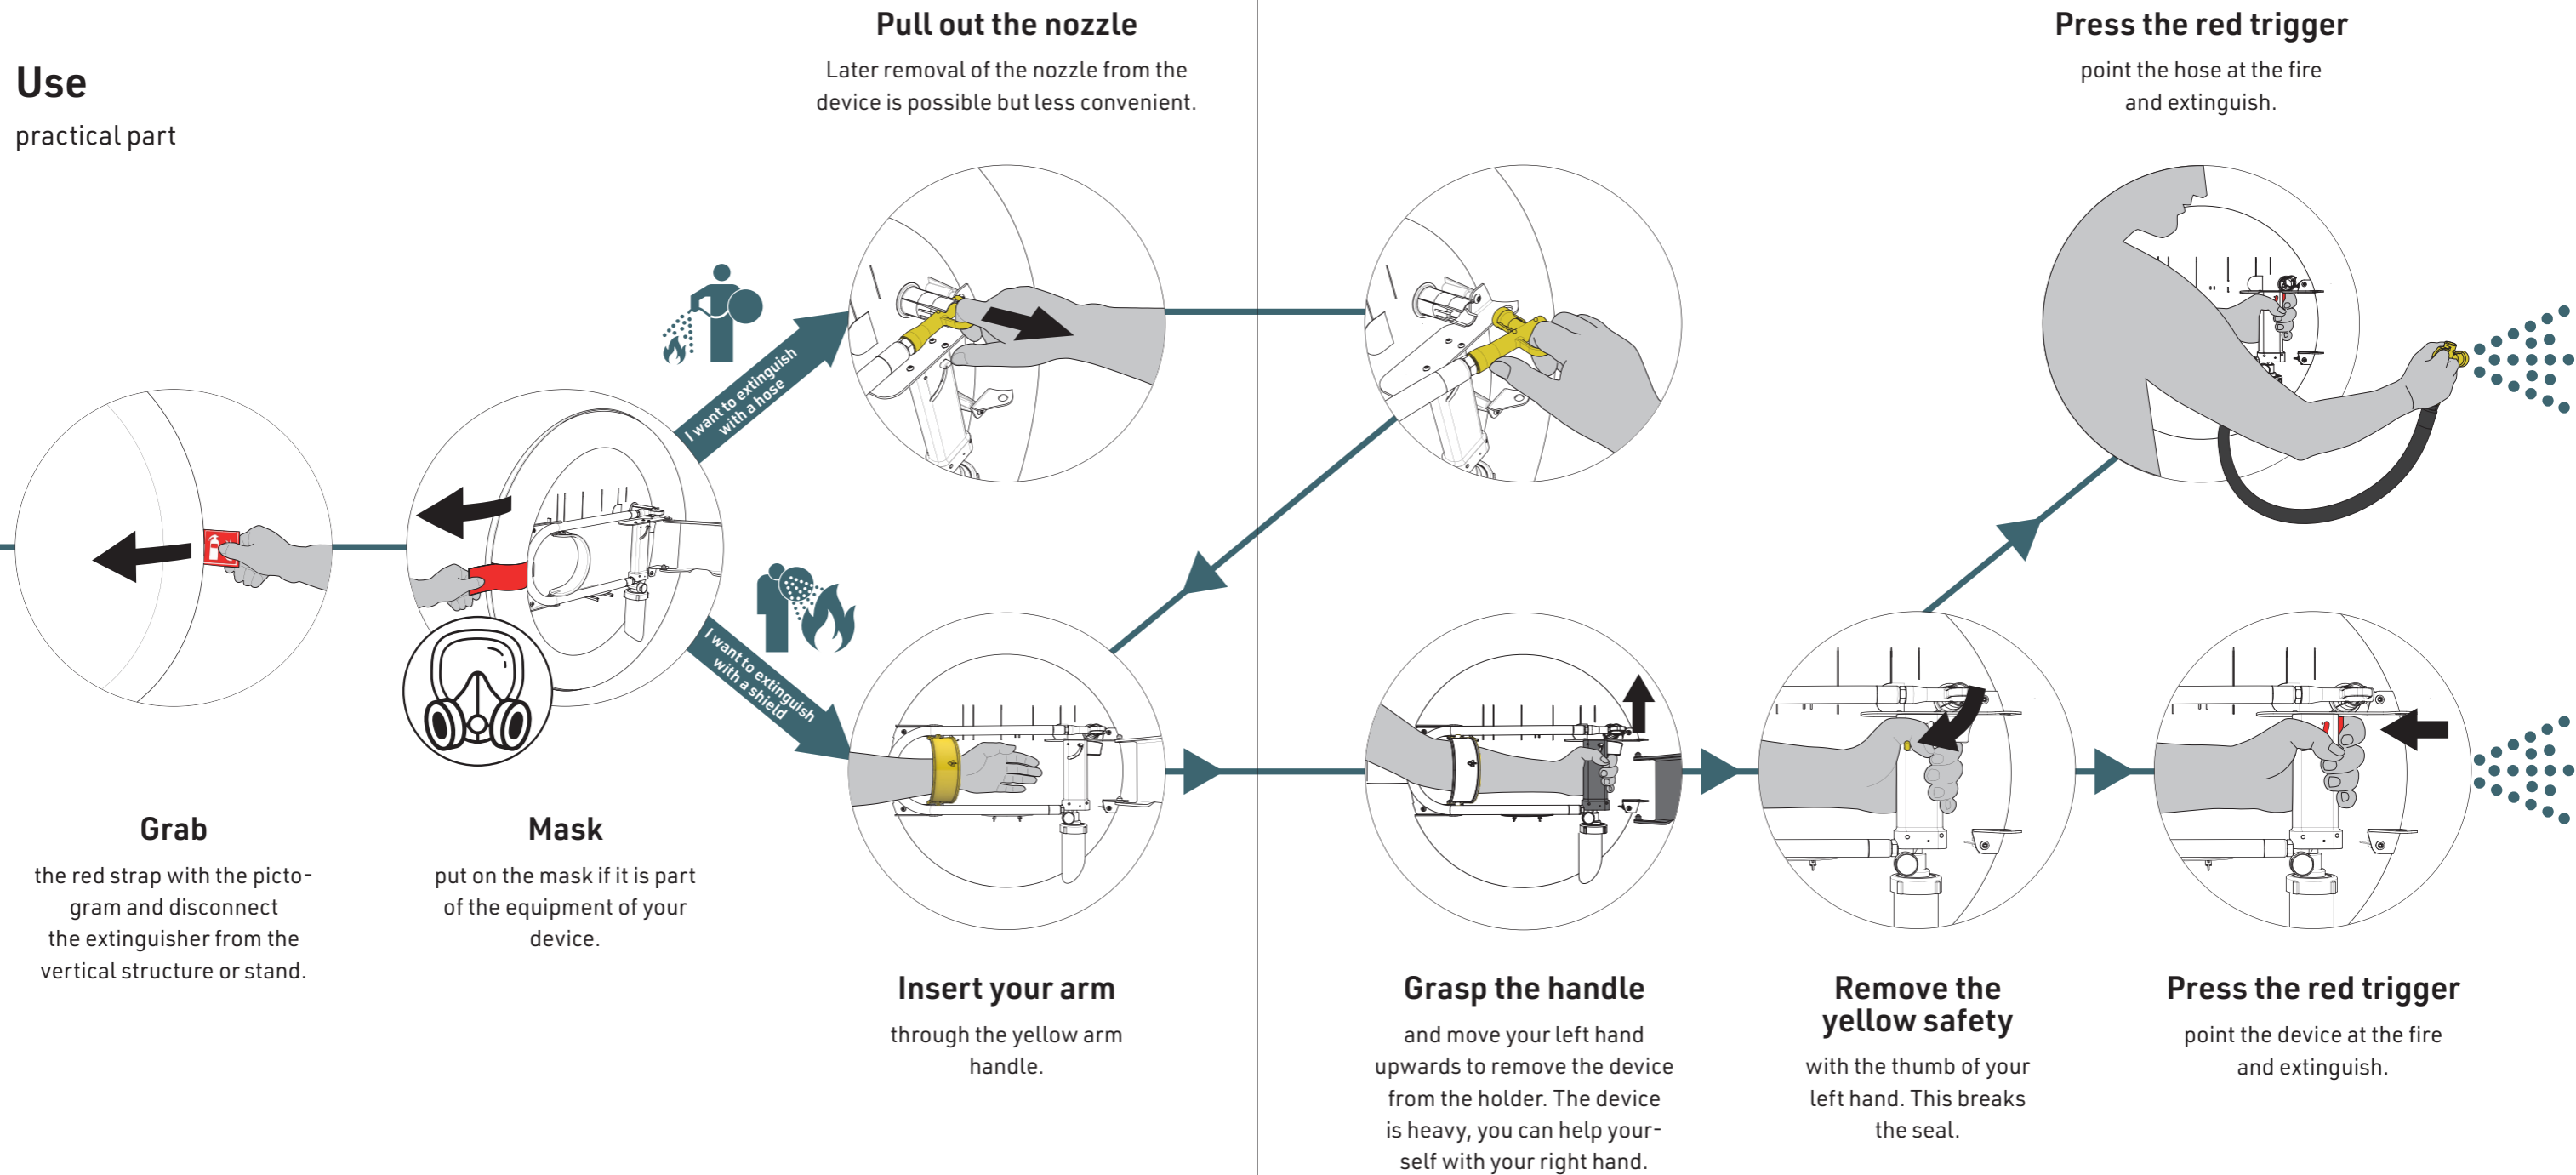 Use
practical part
Pull out the nozzle
Later removal of the nozzle from the
device is possible but less convenient.
Press the red trigger
point the hose at the fire
and extinguish.
I want to extinguish
with a hose
I want to extinguish
with a shield
Grab
the red strap with the picto-
gram and disconnect
the extinguisher from the
vertical structure or stand.
Mask
put on the mask if it is part
of the equipment of your
device.
Insert your arm
through the yellow arm
handle.
Grasp the handle
and move your left hand
upwards to remove the device
from the holder. The device
is heavy, you can help your-
self with your right hand.
Remove the
yellow safety
with the thumb of your
left hand. This breaks
the seal.
Press the red trigger
point the device at the fire
and extinguish.